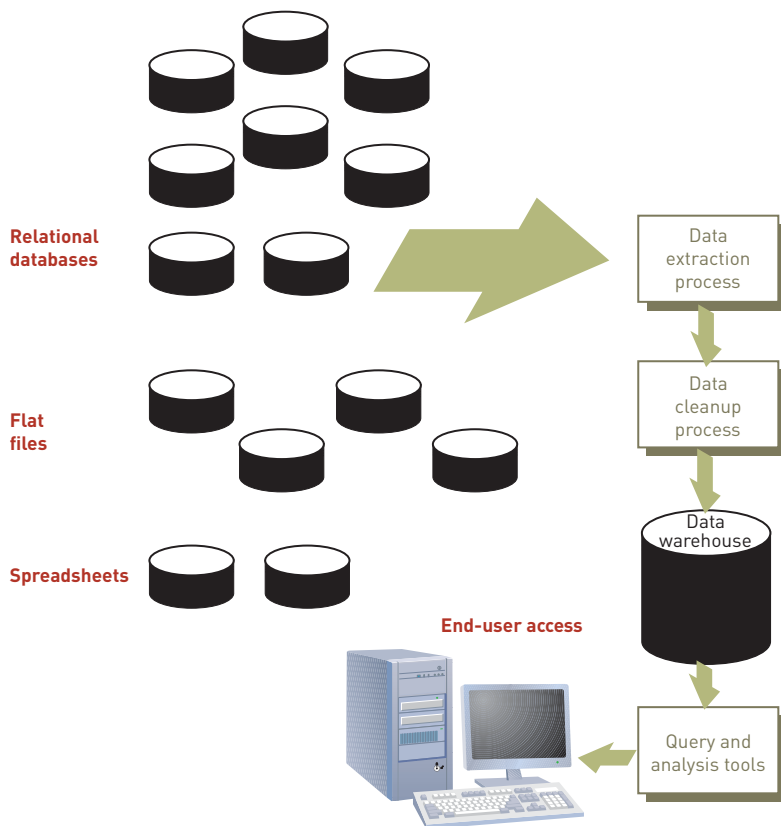 Relational
databases
Data
extraction
process
Flat
files
Data
cleanup
process
Spreadsheets
Data
warehouse
End-user access
Query and
analysis tools